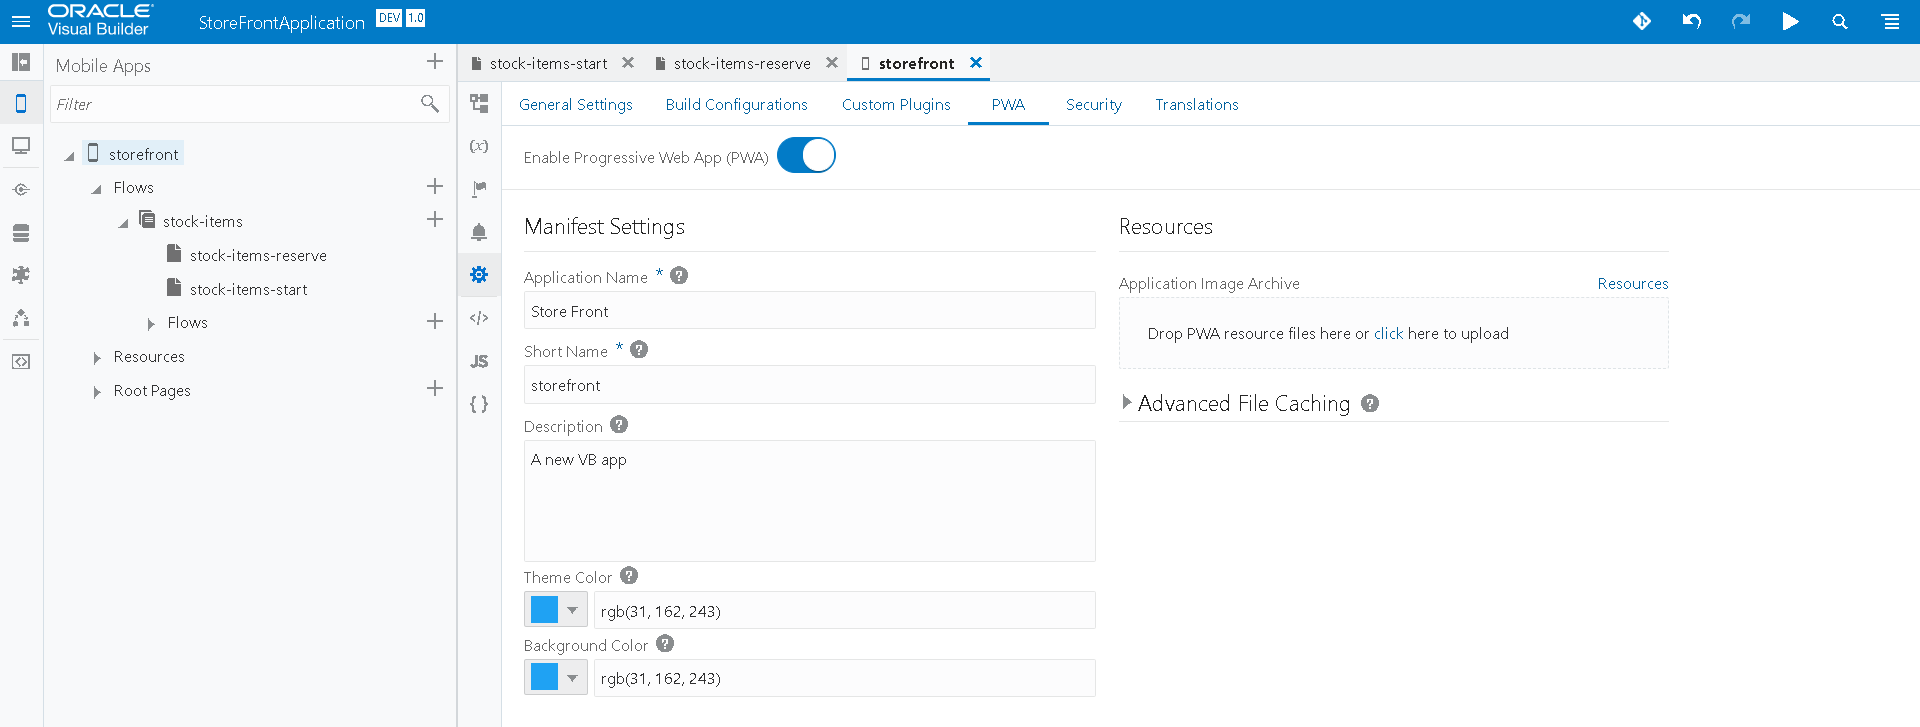 ORACLE
Visual Builder
StoreFrontApplication DEV 1.0
Mobile Apps
Filter
storefront
Flows
stock-items
stock-items-reserve
stock-items-start
Flows
Resources
Root Pages
stock-items-start
stock-items-reserve
storefront
(x)
JS
General Settings
Build Configurations
Custom Plugins
PWA
Security
Translations
Enable Progressive Web App (PWA)
Manifest Settings
Application Name *
Store Front
Short Name *
storefront
Description
A new VB app
Theme Color
rgb(31, 162, 243)
Background Color
rgb(31, 162, 243)
Resources
Application Image Archive
Resources
Drop PWA resource files here or click here to upload
Advanced File Caching